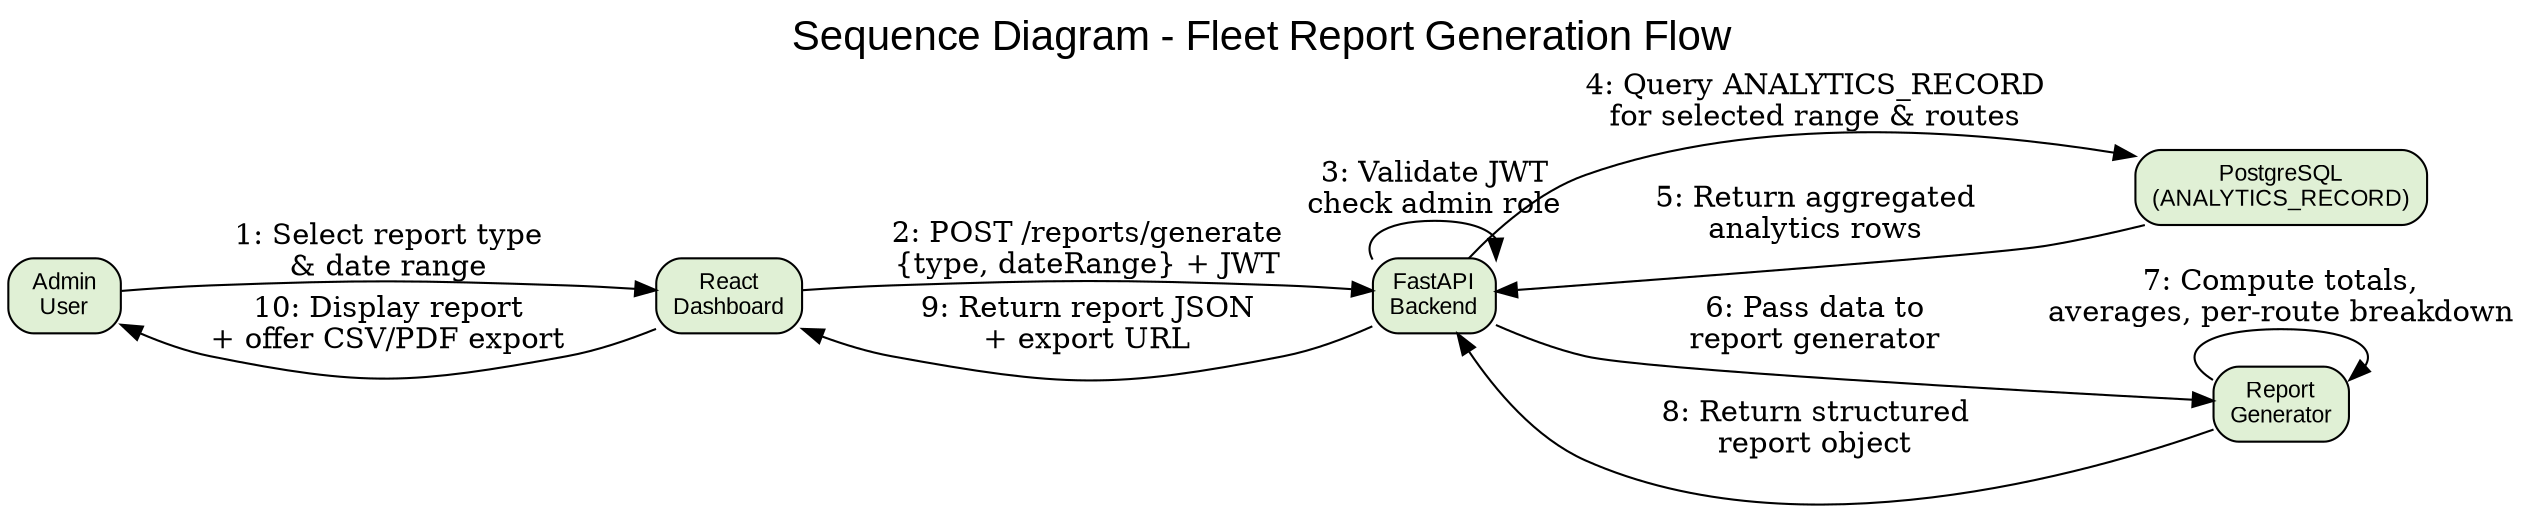 Sequence Diagram - Fleet Report Generation Flow
4: Query ANALYTICS_RECORD
for selected range & routes
3: Validate JWT
check admin role
PostgreSQL
(ANALYTICS_RECORD)
5: Return aggregated
analytics rows
1: Select report type
& date range
2: POST /reports/generate
{type, dateRange} + JWT
Admin
User
React
Dashboard
FastAPI
Backend
7: Compute totals,
averages, per-route breakdown
10: Display report
+ offer CSV/PDF export
9: Return report JSON
+ export URL
6: Pass data to
report generator
Report
Generator
8: Return structured
report object